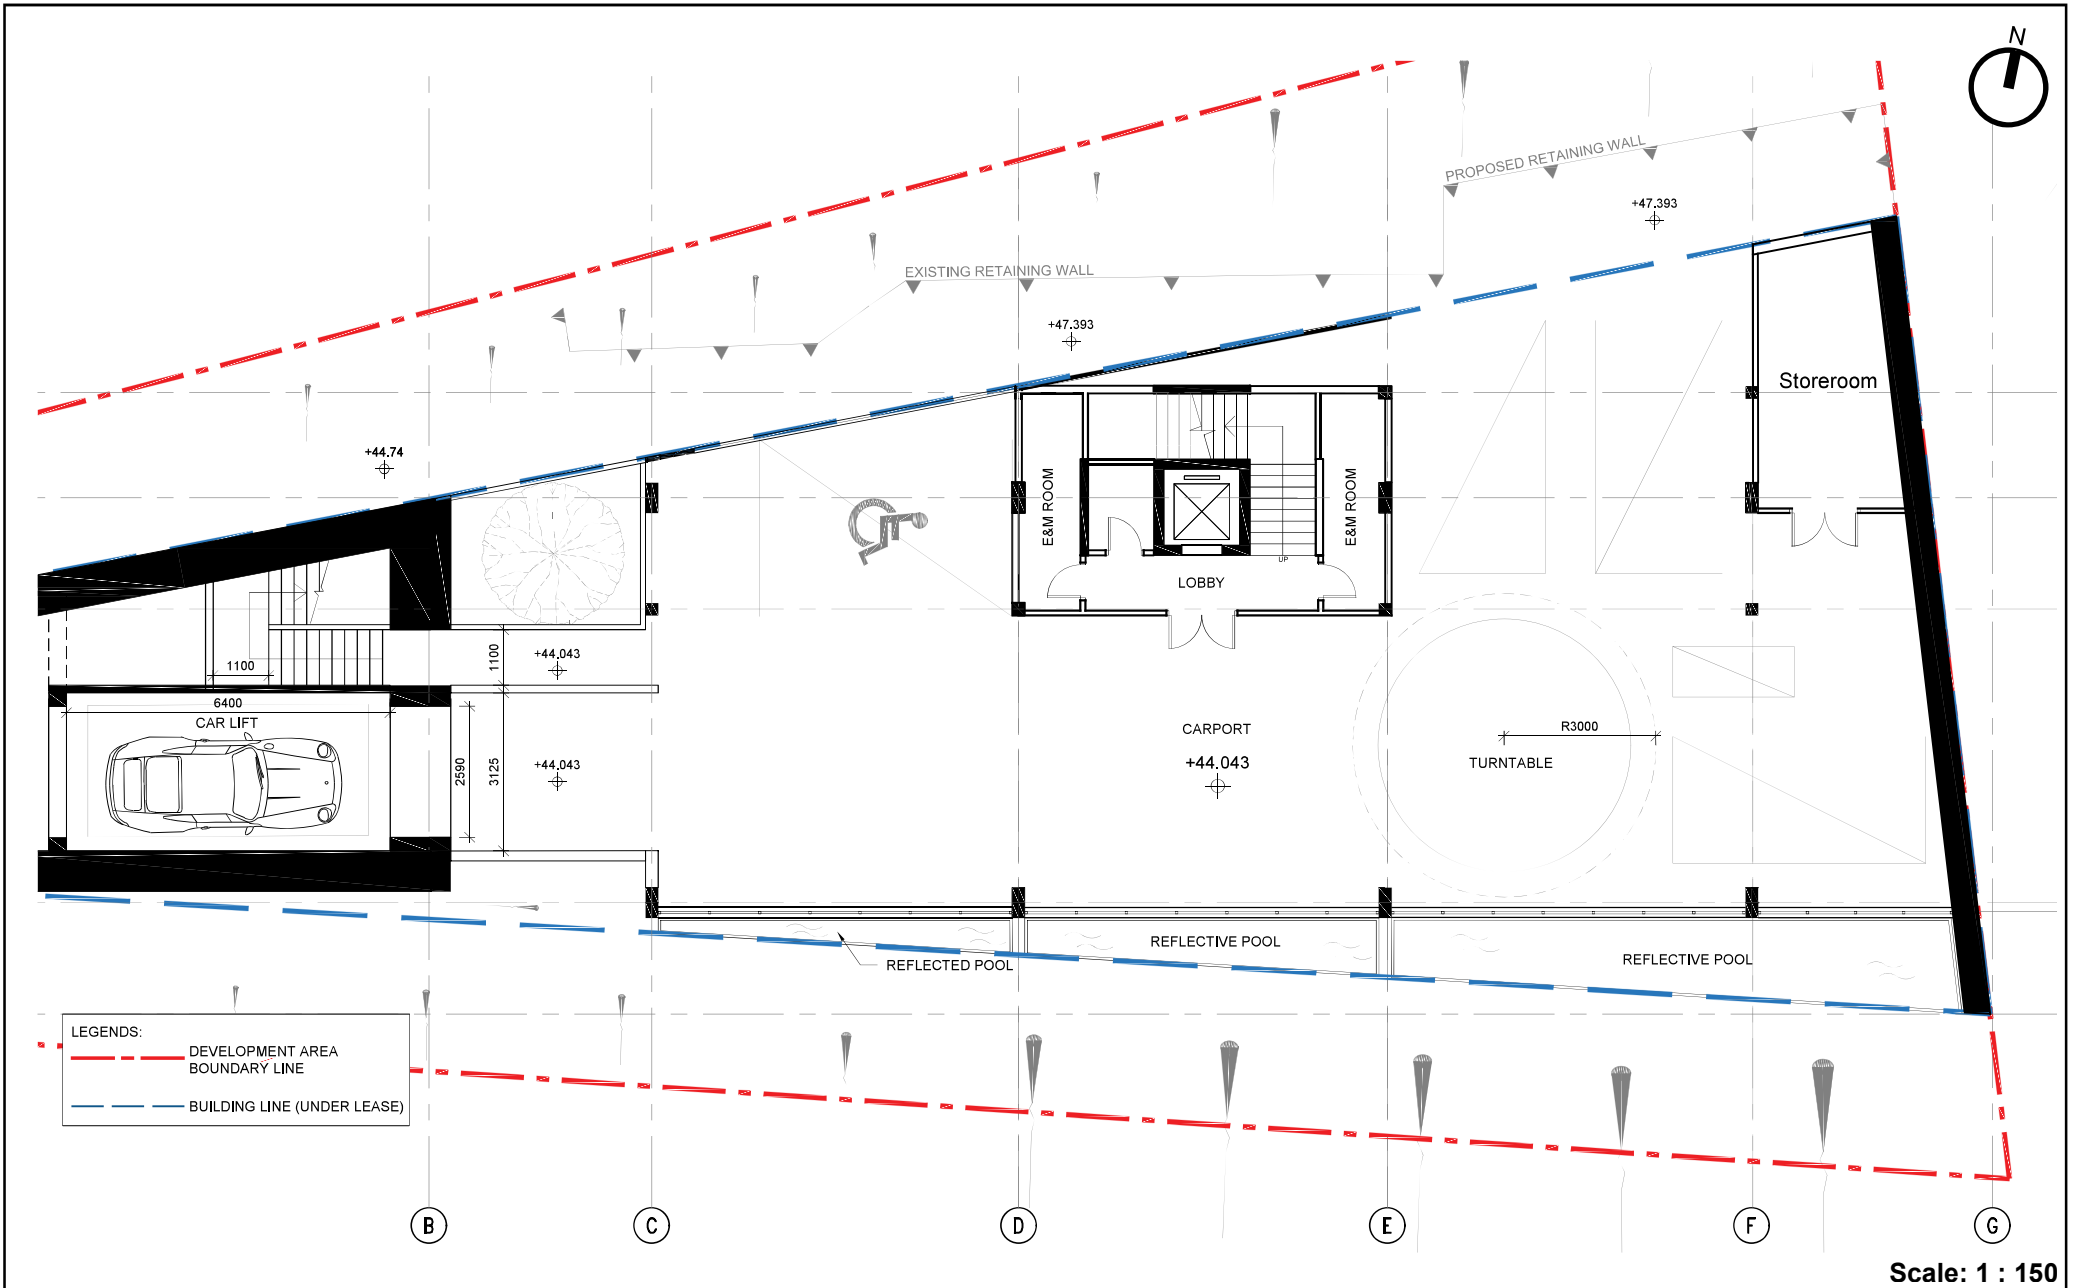 N
PROPOSED RETAINING WALL
+47.393
EXISTING RETAINING WALL
+47.393
Storeroom
+44.74
E&M ROOM
E&M ROOM
UP
LOBBY
+44.043
1100
1100
6400
CAR LIFT
R3000
CARPORT
+44.043
TURNTABLE
+44.043
2590
3125
REFLECTIVE POOL
REFLECTED POOL
REFLECTIVE POOL
LEGENDS:
DEVELOPMENT AREA
BOUNDARY LINE
BUILDING LINE (UNDER LEASE)
B
C
D
E
F
G
Scale: 1 : 150